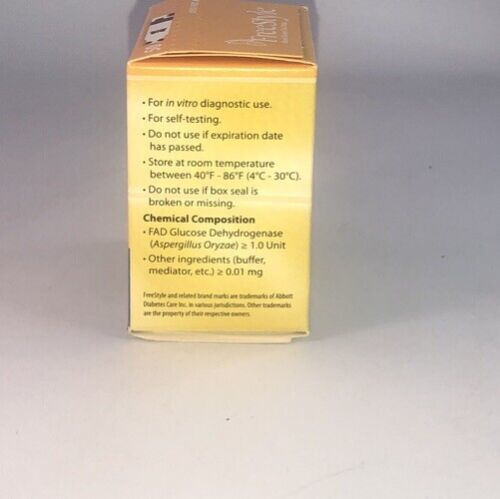 FreeStyle
• For in vitro diagnostic use.
• For self-testing.
• Do not use if expiration date
has passed.
• Store at room temperature
between 40°F - 86°F (4°C - 30°C).
• Do not use if box seal is
broken or missing.
Chemical Composition
• FAD Glucose Dehydrogenase
(Aspergillus Oryzae) ≥ 1.0 Unit
• Other ingredients (buffer,
mediator, etc.) ≥ 0.01 mg
FreeStyle and related brand marks are trademarks of Abbott
Diabetes Care Inc. in various jurisdictions. Other trademarks
are the property of their respective owners.